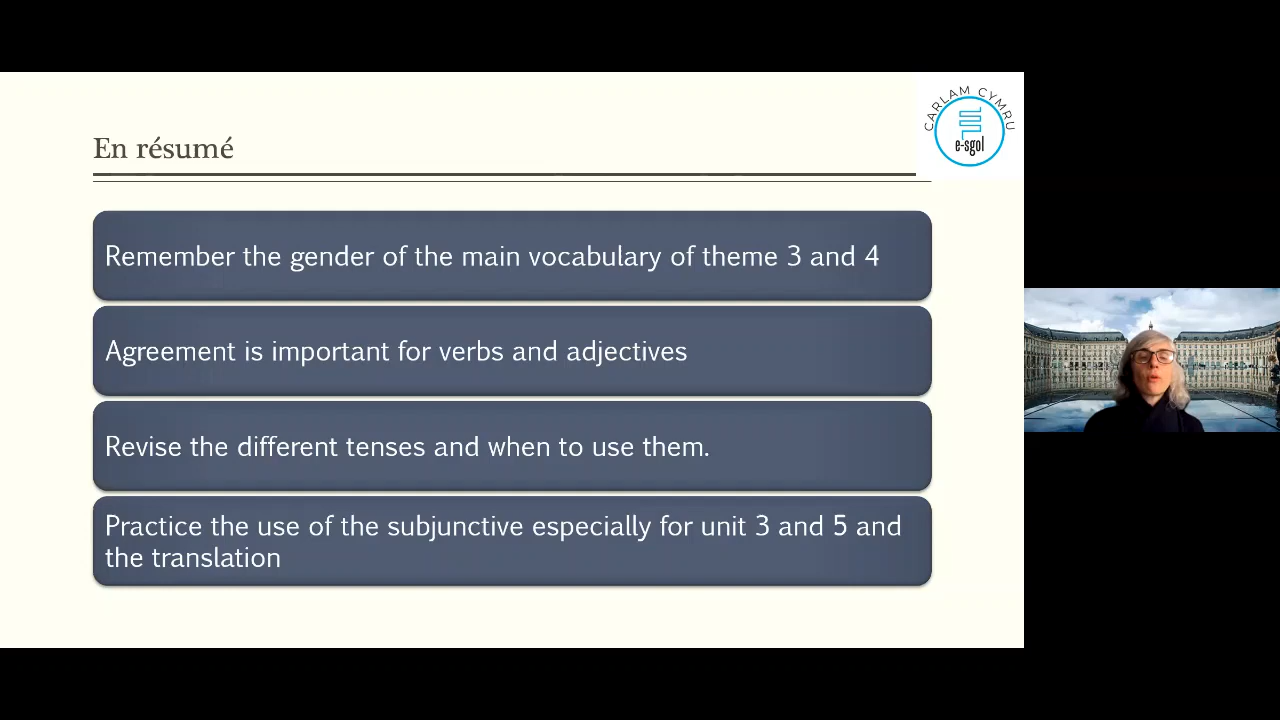 CARLAM CYMRU
e-sgol
En résumé
Remember the gender of the main vocabulary of theme 3 and 4
Agreement is important for verbs and adjectives
Revise the different tenses and when to use them.
Practice the use of the subjunctive especially for unit 3 and 5 and
the translation